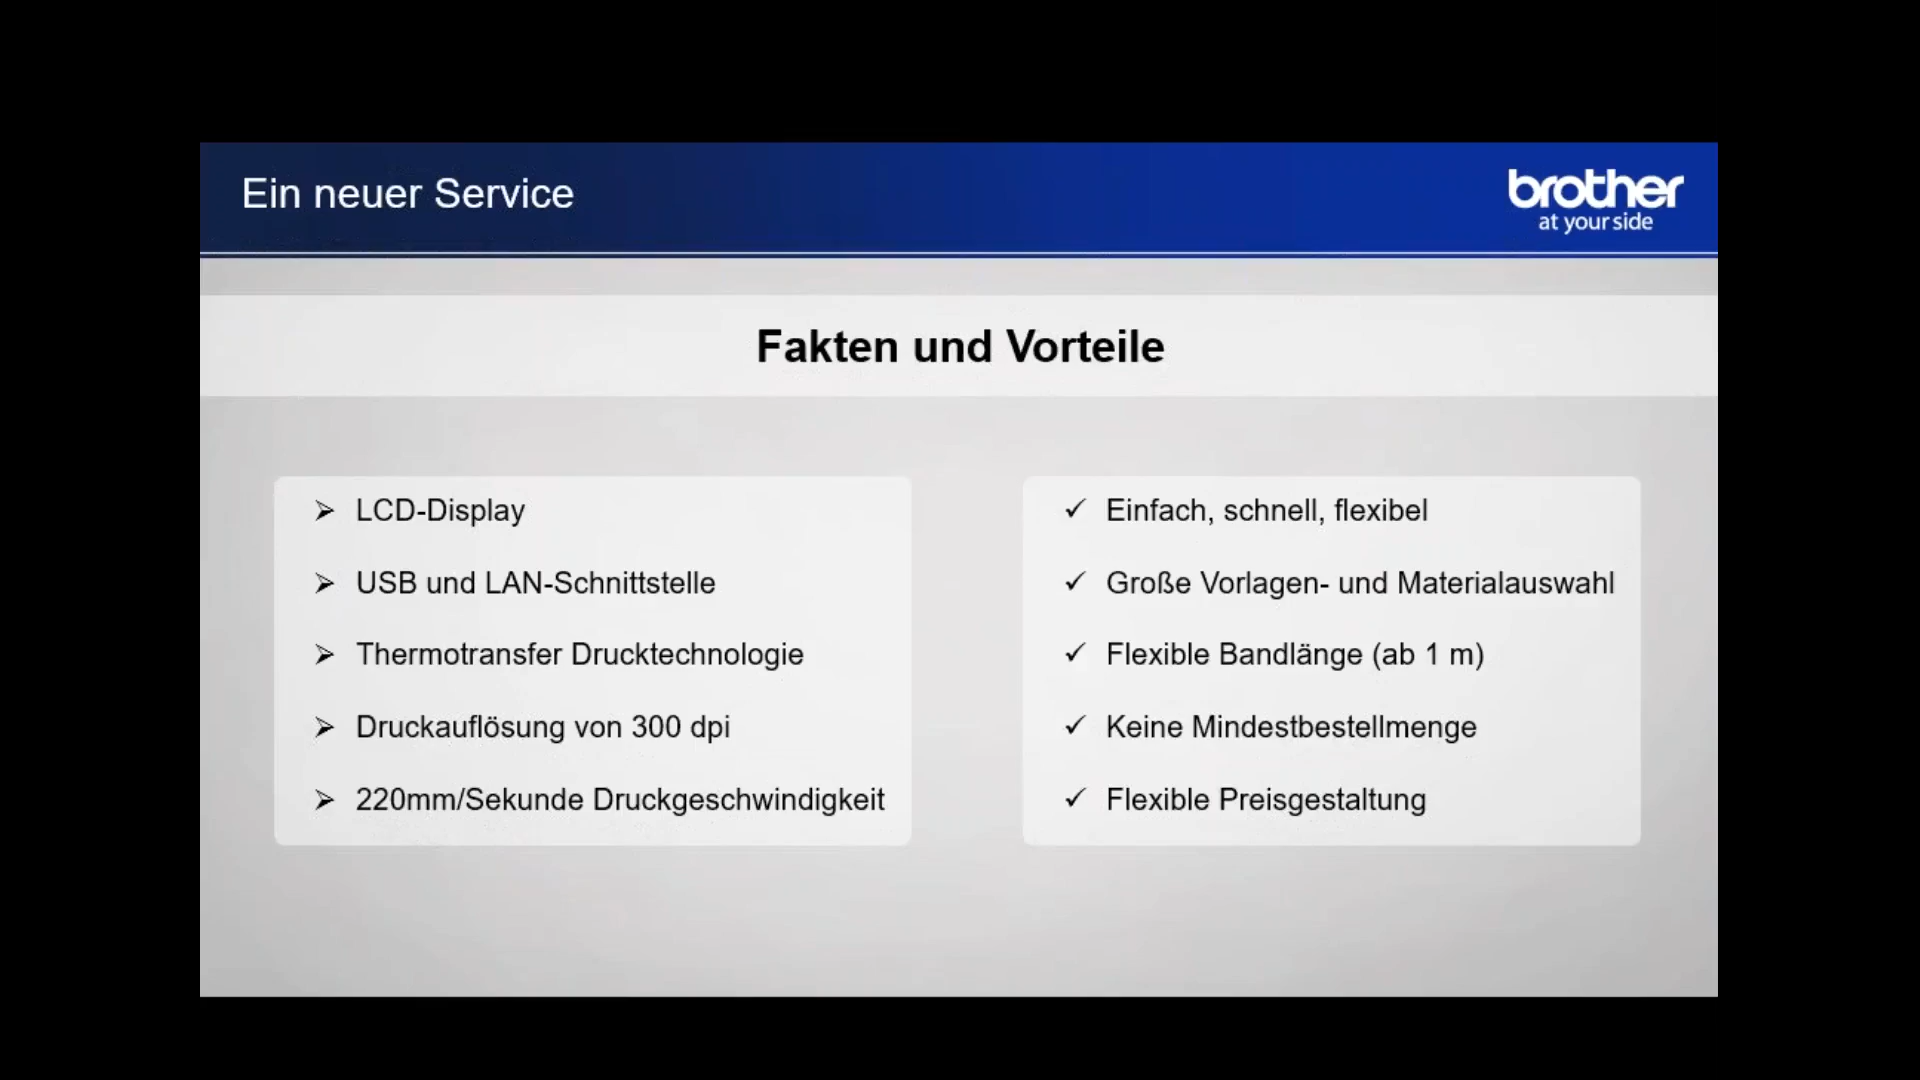 Ein neuer Service
brother
at your side
Fakten und Vorteile
LCD-Display
USB und LAN-Schnittstelle
Thermotransfer Drucktechnologie
Druckauflösung von 300 dpi
220mm/Sekunde Druckgeschwindigkeit
Einfach, schnell, flexibel
Große Vorlagen- und Materialauswahl
Flexible Bandlänge (ab 1 m)
Keine Mindestbestellmenge
Flexible Preisgestaltung